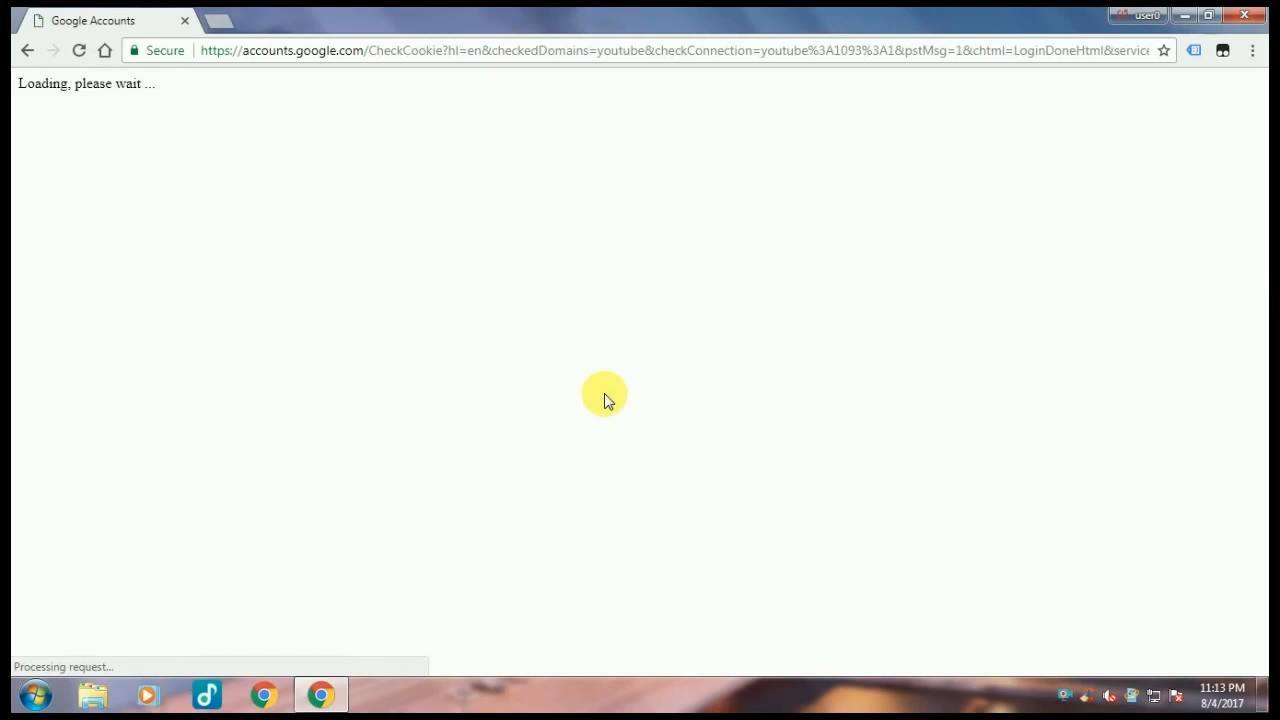 Google Accounts
user0
Secure
https://accounts.google.com/CheckCookie?hl=en&checkedDomains=youtube&checkConnection=youtube%3A1093%3A1&pstMsg=1&chtml=LoginDoneHtml&service
Loading, please wait ...
Processing request...
11:13 PM
8/4/2017